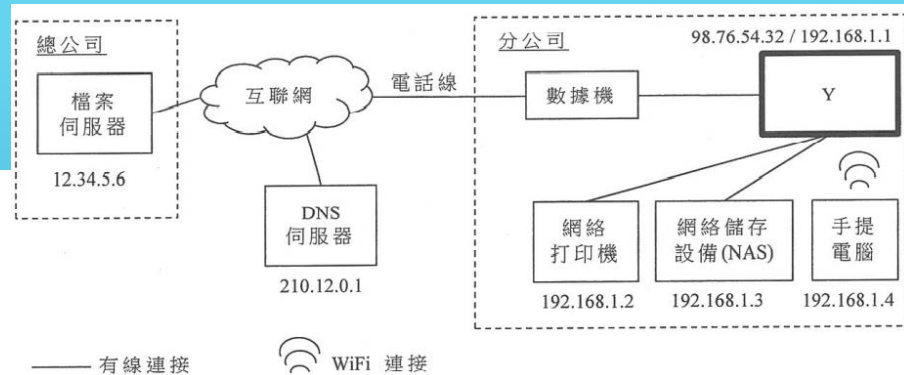 總公司
檔案
伺服器
12.34.5.6
互聯網
電話線
DNS
伺服器
210.12.0.1
分公司
98.76.54.32 / 192.168.1.1
數據機
Y
網絡
打印機
192.168.1.2
網絡儲存
設備(NAS)
192.168.1.3
手提
電腦
192.168.1.4
有線連接
WiFi 連接